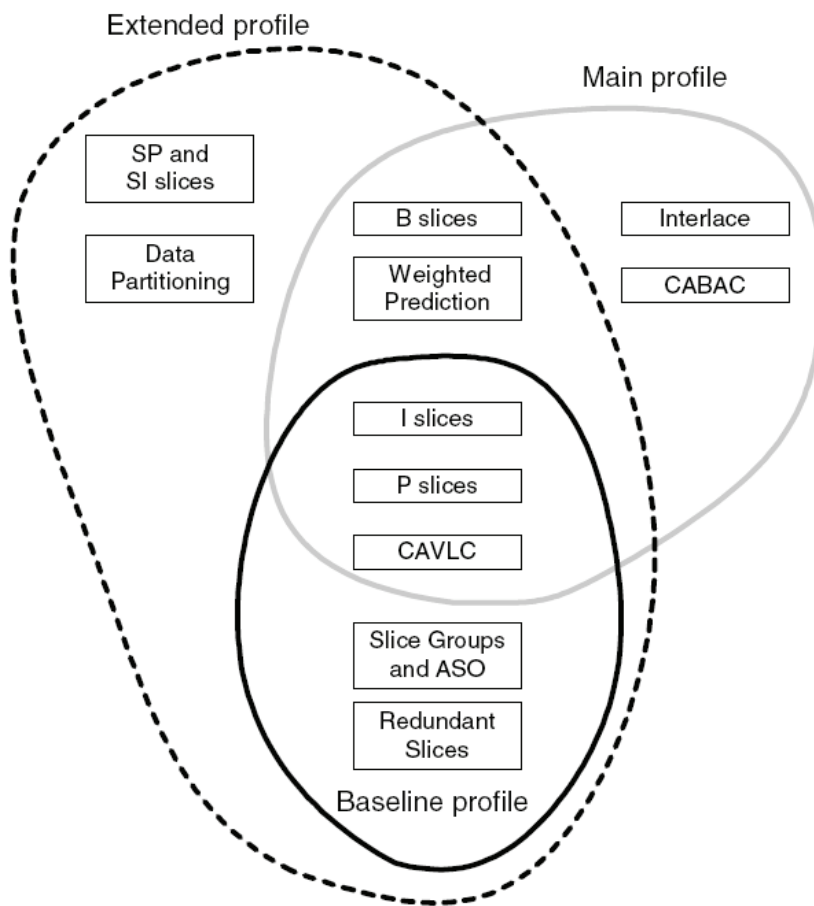 Extended profile
Main profile
SP and
SI slices
B slices
Interlace
Data
Partitioning
Weighted
Prediction
CABAC
I slices
P slices
CAVLC
Slice Groups
and ASO
Redundant
Slices
Baseline profile